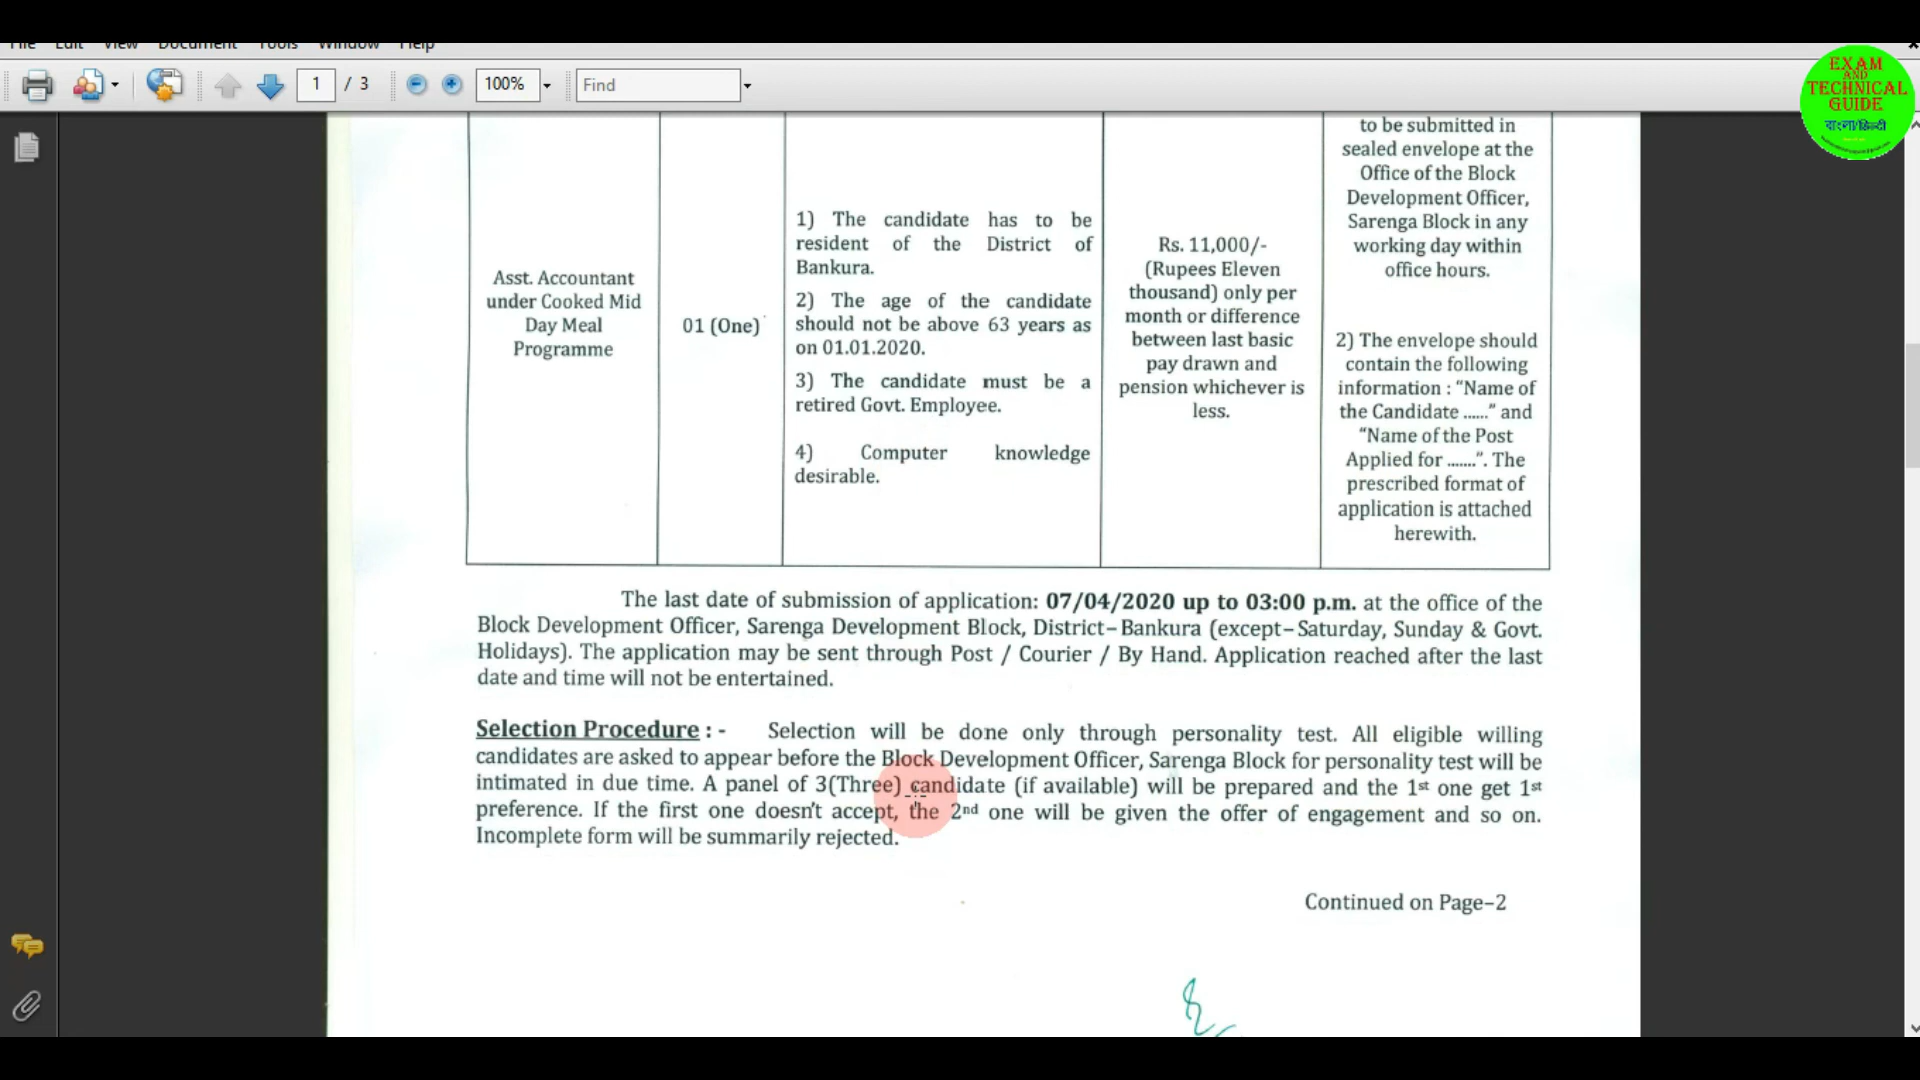 File Edit View Document Tools Window Help
1 / 3 100% Find
EXAM
AND
TECHNICAL
GUIDE
বাংলা/हिन्दी
Asst. Accountant
under Cooked Mid
Day Meal
Programme
01 (One)
1) The candidate has to be
resident of the District of
Bankura.
2) The age of the candidate
should not be above 63 years as
on 01.01.2020.
3) The candidate must be a
retired Govt. Employee.
4) Computer knowledge
desirable.
Rs. 11,000/-
(Rupees Eleven
thousand) only per
month or difference
between last basic
pay drawn and
pension whichever is
less.
to be submitted in
sealed envelope at the
Office of the Block
Development Officer,
Sarenga Block in any
working day within
office hours.
2) The envelope should
contain the following
information : “Name of
the Candidate ......” and
“Name of the Post
Applied for .......”. The
prescribed format of
application is attached
herewith.
The last date of submission of application: 07/04/2020 up to 03:00 p.m. at the office of the
Block Development Officer, Sarenga Development Block, District–Bankura (except–Saturday, Sunday & Govt.
Holidays). The application may be sent through Post / Courier / By Hand. Application reached after the last
date and time will not be entertained.
Selection Procedure : - Selection will be done only through personality test. All eligible willing
candidates are asked to appear before the Block Development Officer, Sarenga Block for personality test will be
intimated in due time. A panel of 3(Three) candidate (if available) will be prepared and the 1st one get 1st
preference. If the first one doesn’t accept, the 2nd one will be given the offer of engagement and so on.
Incomplete form will be summarily rejected.
Continued on Page–2